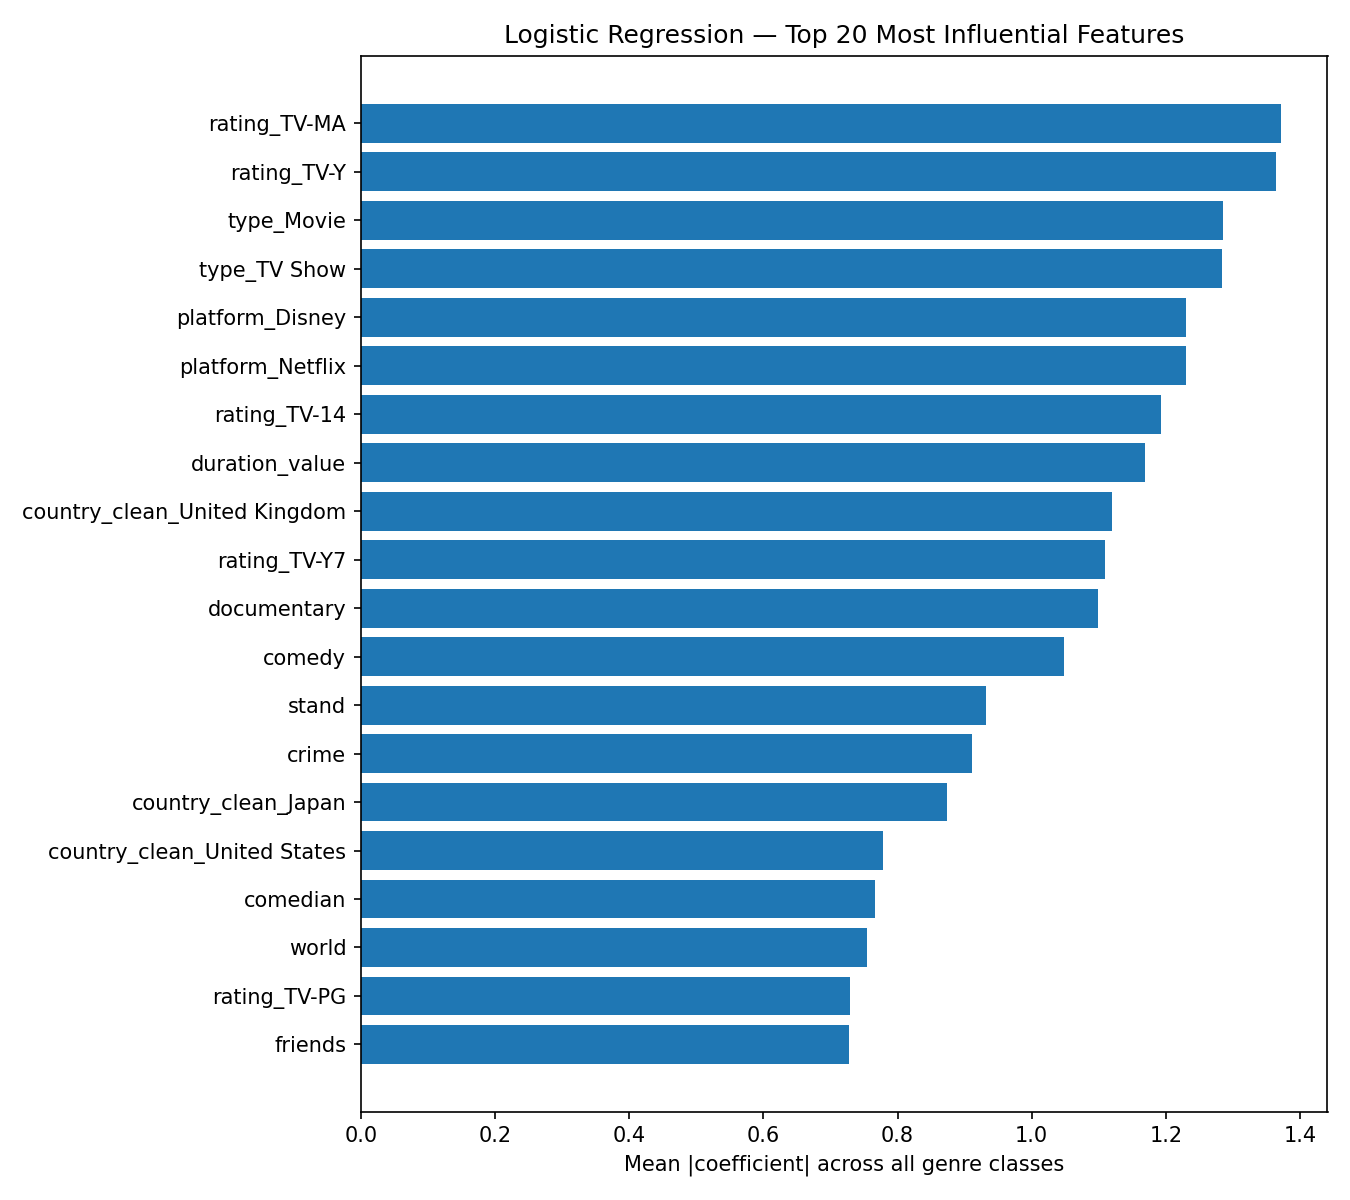 Logistic Regression — Top 20 Most Influential Features
rating_TV-MA
rating_TV-Y
type_Movie
type_TV Show
platform_Disney
platform_Netflix
rating_TV-14
duration_value
country_clean_United Kingdom
rating_TV-Y7
documentary
comedy
stand
crime
country_clean_Japan
country_clean_United States
comedian
world
rating_TV-PG
friends
0.0 0.2 0.4 0.6 0.8 1.0 1.2 1.4
Mean |coefficient| across all genre classes